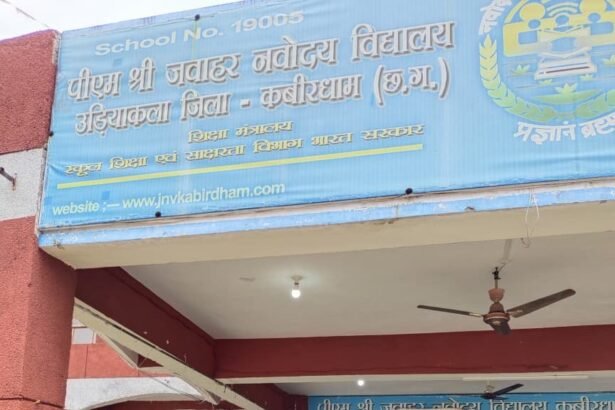 School No. 19005
पीएम श्री जवाहर नवोदय विद्यालय
उड़ियाकला जिला - कबीरधाम (छ.ग.)
शिक्षा मंत्रालय
स्कूल शिक्षा एवं साक्षरता विभाग भारत सरकार
website ;— www.jnvkabirdham.com
प्रज्ञानं ब्रह्म
पीएम श्री जवाहर नवोदय विद्यालय कबीरधाम